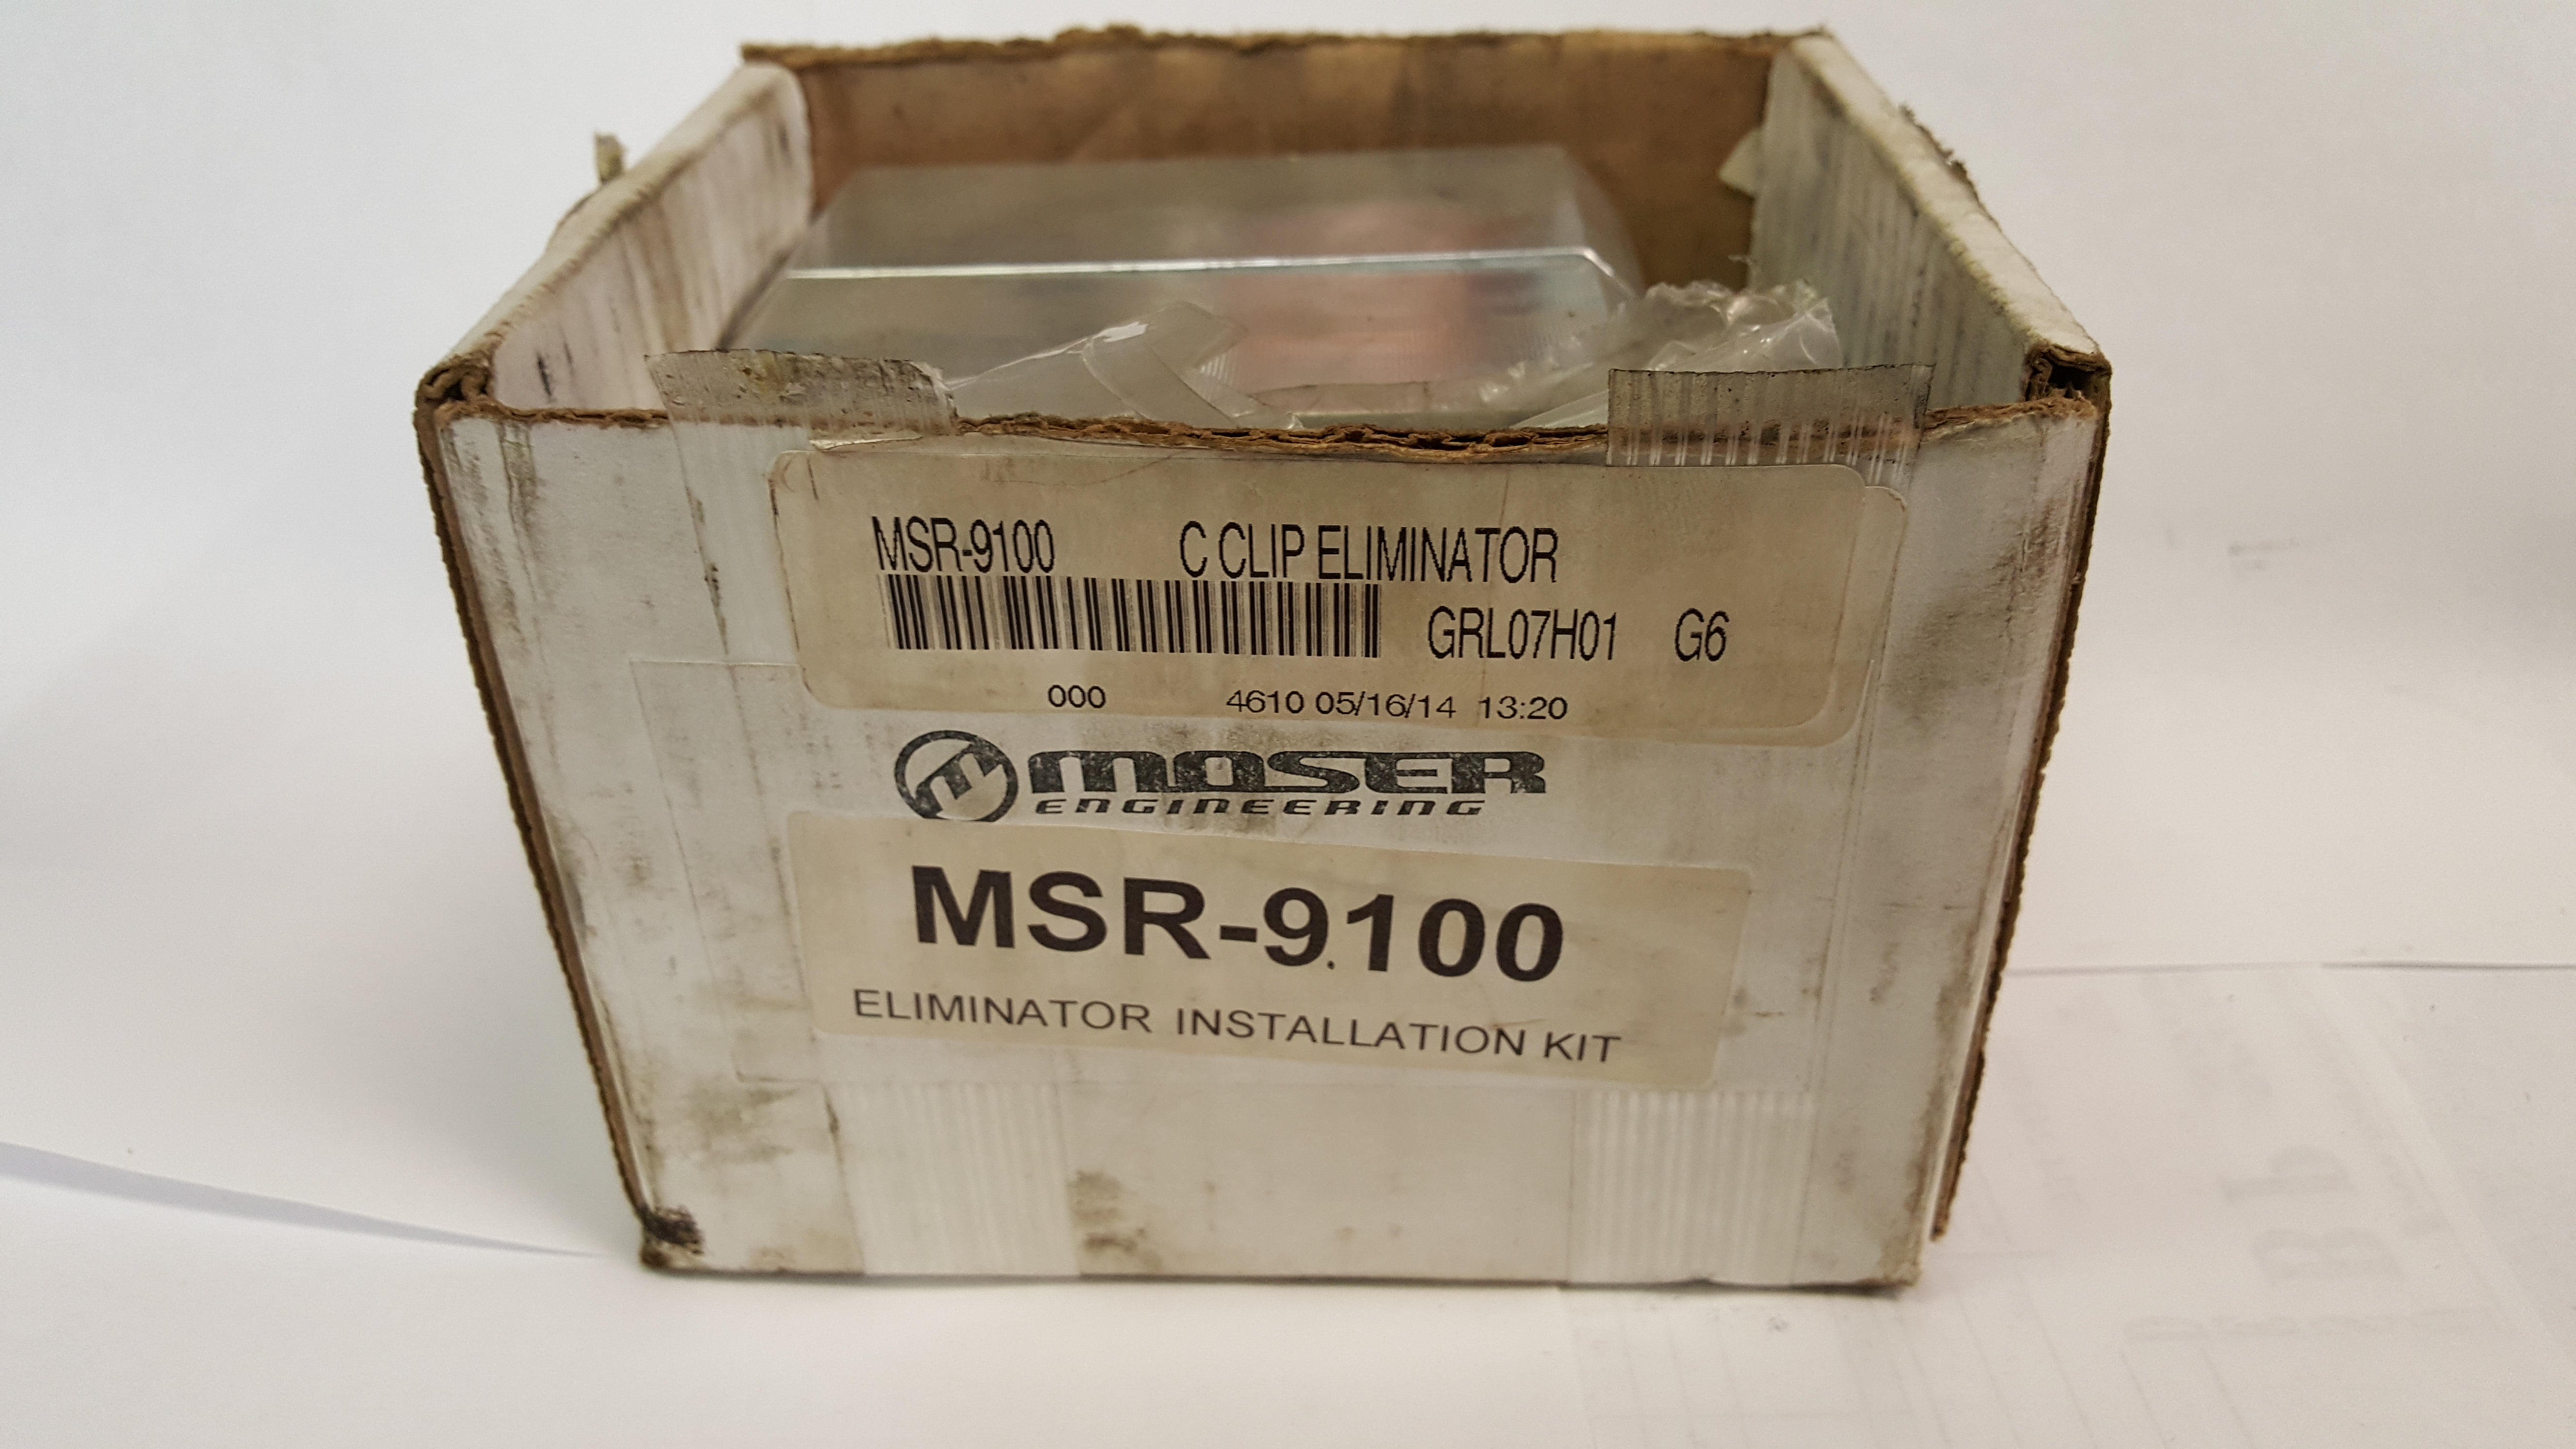 MSR-9100 C CLIP ELIMINATOR
GRL07H01 G6
000 4610 05/16/14 13:20
MOSER
ENGINEERING
MSR-9100
ELIMINATOR INSTALLATION KIT